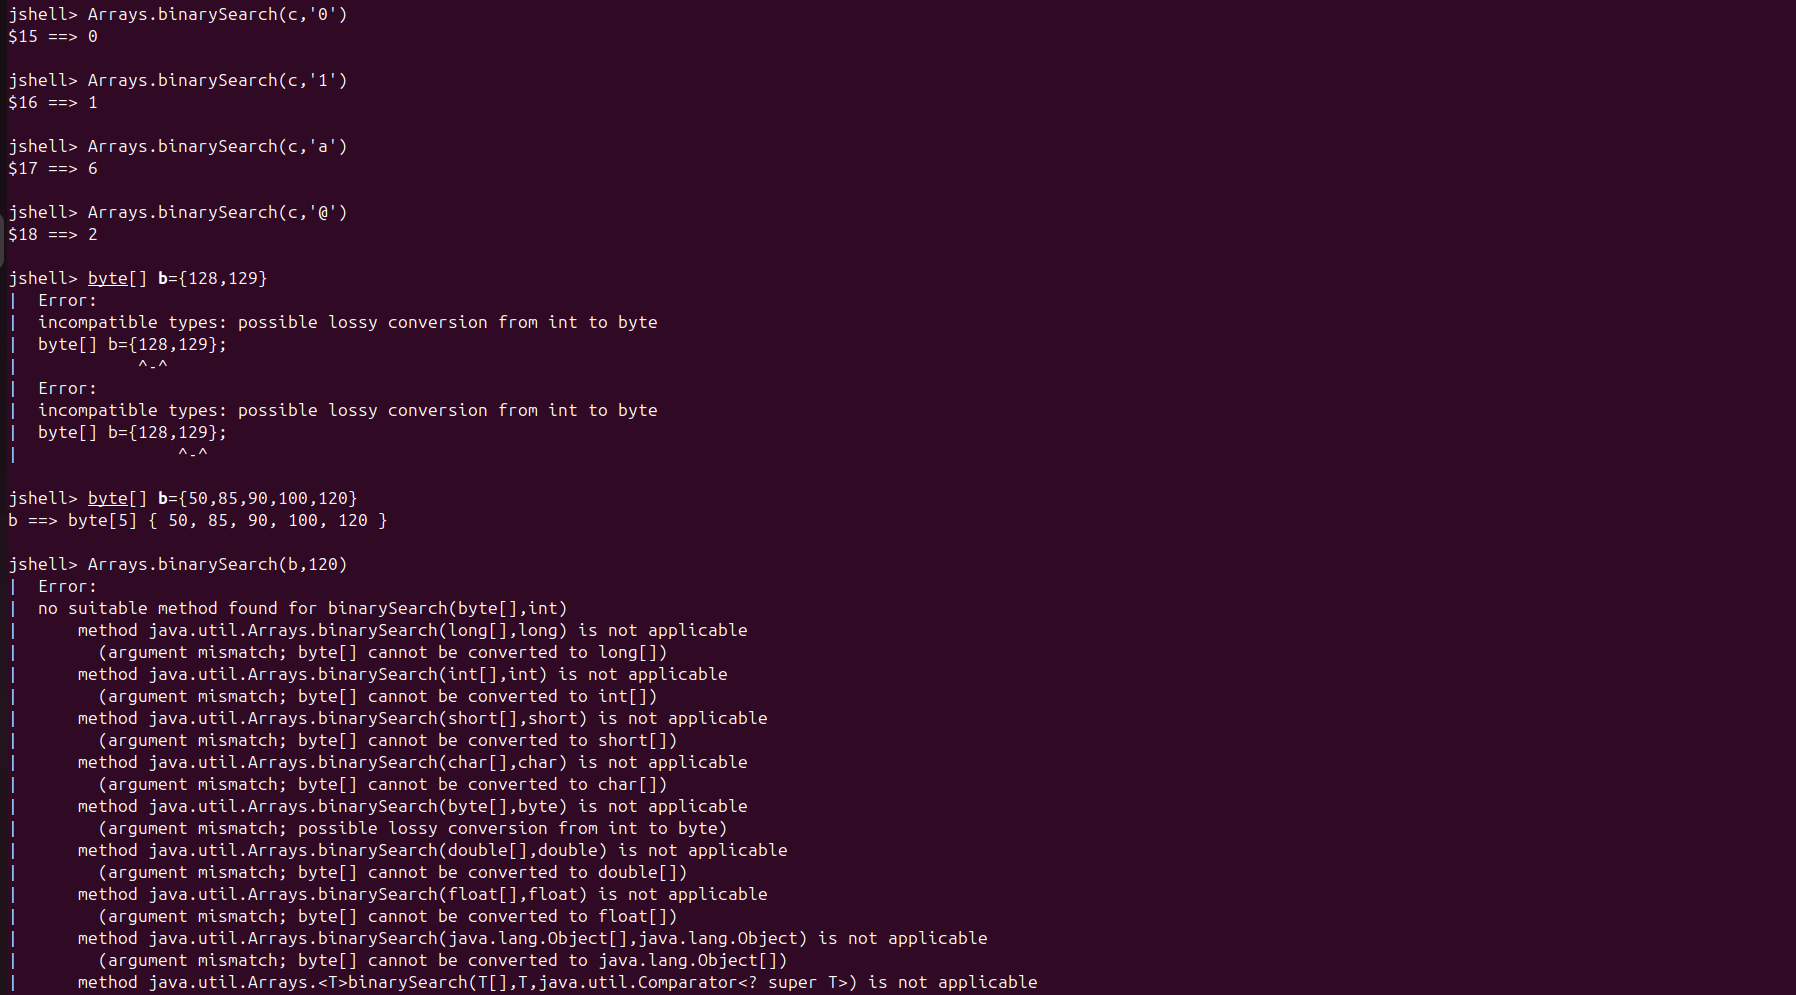 jshell> Arrays.binarySearch(c,'0')
$15 ==> 0
jshell> Arrays.binarySearch(c,'1')
$16 ==> 1
jshell> Arrays.binarySearch(c,'a')
$17 ==> 6
jshell> Arrays.binarySearch(c,'@')
$18 ==> 2
jshell> byte[] b={128,129}
|  Error:
|  incompatible types: possible lossy conversion from int to byte
|  byte[] b={128,129};
|            ^-^
|  Error:
|  incompatible types: possible lossy conversion from int to byte
|  byte[] b={128,129};
|                ^-^
jshell> byte[] b={50,85,90,100,120}
b ==> byte[5] { 50, 85, 90, 100, 120 }
jshell> Arrays.binarySearch(b,120)
|  Error:
|  no suitable method found for binarySearch(byte[],int)
|      method java.util.Arrays.binarySearch(long[],long) is not applicable
|        (argument mismatch; byte[] cannot be converted to long[])
|      method java.util.Arrays.binarySearch(int[],int) is not applicable
|        (argument mismatch; byte[] cannot be converted to int[])
|      method java.util.Arrays.binarySearch(short[],short) is not applicable
|        (argument mismatch; byte[] cannot be converted to short[])
|      method java.util.Arrays.binarySearch(char[],char) is not applicable
|        (argument mismatch; byte[] cannot be converted to char[])
|      method java.util.Arrays.binarySearch(byte[],byte) is not applicable
|        (argument mismatch; possible lossy conversion from int to byte)
|      method java.util.Arrays.binarySearch(double[],double) is not applicable
|        (argument mismatch; byte[] cannot be converted to double[])
|      method java.util.Arrays.binarySearch(float[],float) is not applicable
|        (argument mismatch; byte[] cannot be converted to float[])
|      method java.util.Arrays.binarySearch(java.lang.Object[],java.lang.Object) is not applicable
|        (argument mismatch; byte[] cannot be converted to java.lang.Object[])
|      method java.util.Arrays.<T>binarySearch(T[],T,java.util.Comparator<? super T>) is not applicable